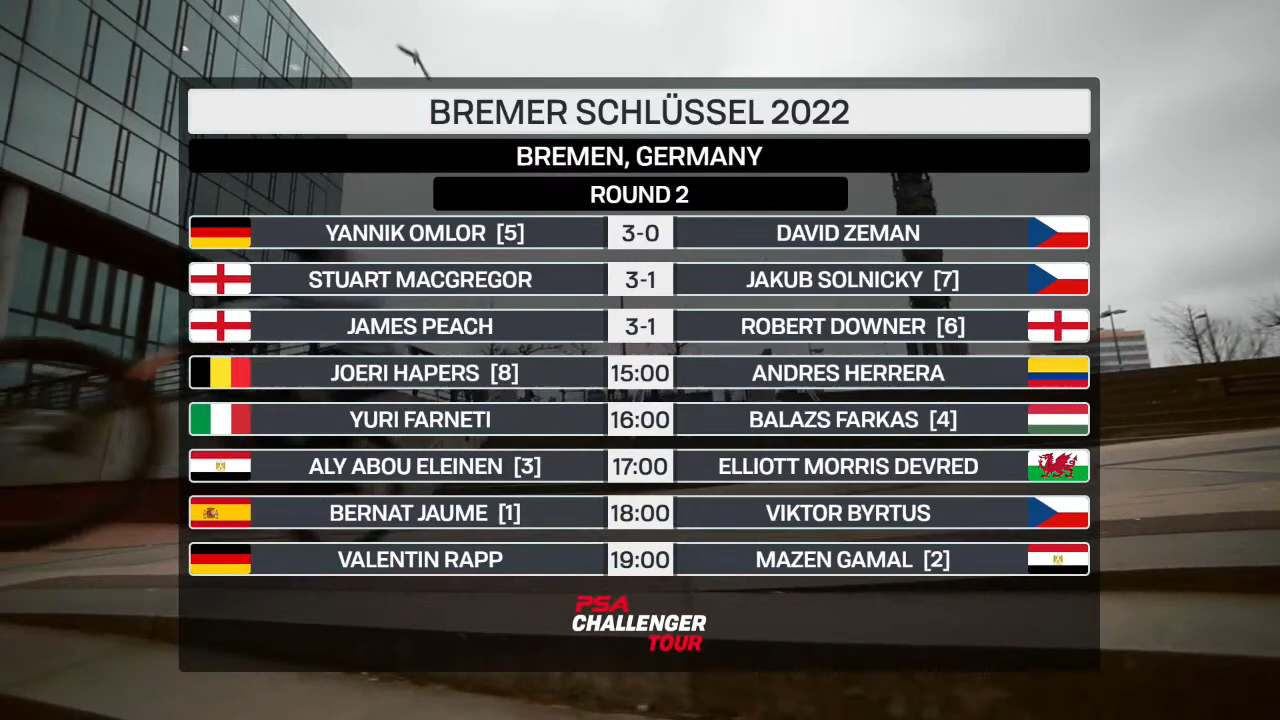 BREMER SCHLÜSSEL 2022
BREMEN, GERMANY
ROUND 2
YANNIK OMLOR [5] 3-0 DAVID ZEMAN
STUART MACGREGOR 3-1 JAKUB SOLNICKY [7]
JAMES PEACH 3-1 ROBERT DOWNER [6]
JOERI HAPERS [8] 15:00 ANDRES HERRERA
YURI FARNETI 16:00 BALAZS FARKAS [4]
ALY ABOU ELEINEN [3] 17:00 ELLIOTT MORRIS DEVRED
BERNAT JAUME [1] 18:00 VIKTOR BYRTUS
VALENTIN RAPP 19:00 MAZEN GAMAL [2]
PSA
CHALLENGER
TOUR